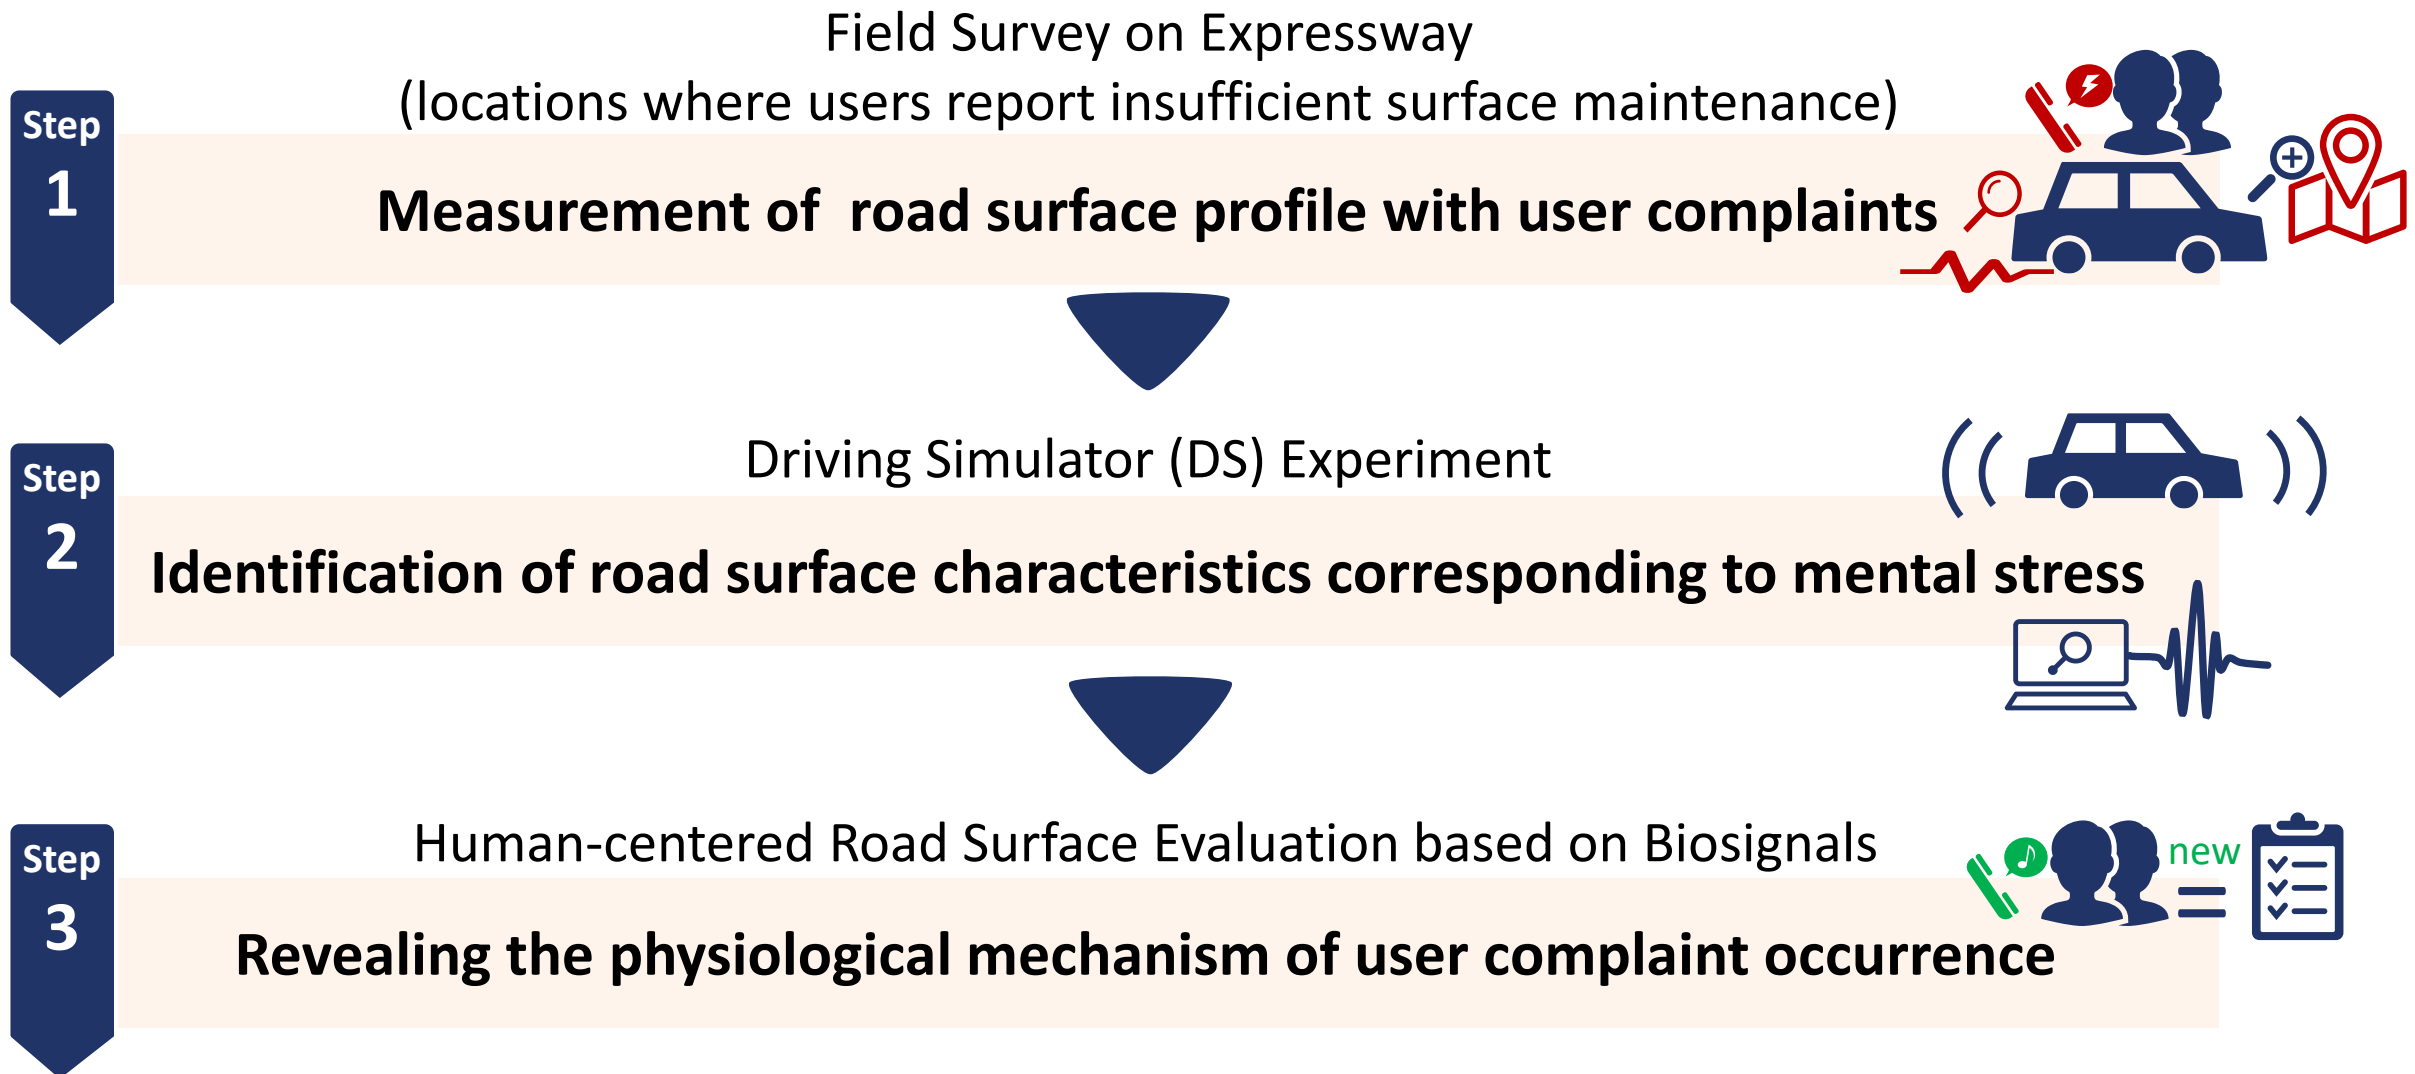 Field Survey on Expressway
(locations where users report insufficient surface maintenance)
Step
1
Measurement of  road surface profile with user complaints
Driving Simulator (DS) Experiment
Step
2
Identification of road surface characteristics corresponding to mental stress
Human-centered Road Surface Evaluation based on Biosignals
new
Step
3
Revealing the physiological mechanism of user complaint occurrence